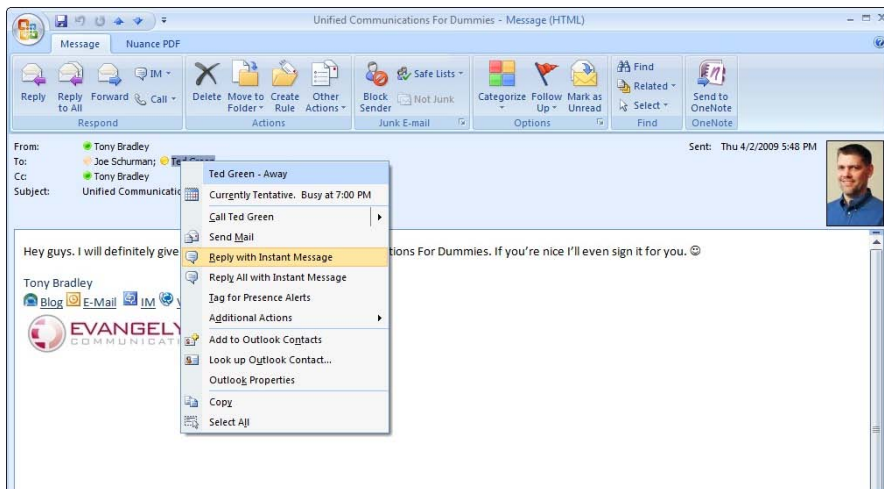 Unified Communications For Dummies - Message (HTML)
Message Nuance PDF
Reply
Reply to All
Forward
IM
Call
Respond
Delete
Move to Folder
Create Rule
Other Actions
Actions
Block Sender
Safe Lists
Not Junk
Junk E-mail
Categorize
Follow Up
Mark as Unread
Options
Find
Related
Select
Find
Send to OneNote
OneNote
From: Tony Bradley
Sent: Thu 4/2/2009 5:48 PM
To: Joe Schurman; Ted Green
Cc: Tony Bradley
Subject: Unified Communicatio
Ted Green - Away
Currently Tentative. Busy at 7:00 PM
Call Ted Green
Send Mail
Reply with Instant Message
Reply All with Instant Message
Tag for Presence Alerts
Additional Actions
Add to Outlook Contacts
Look up Outlook Contact...
Outlook Properties
Copy
Select All
Hey guys. I will definitely give tions For Dummies. If you're nice I'll even sign it for you. ☺
Tony Bradley
Blog E-Mail IM
EVANGELY
COMMUNICATI